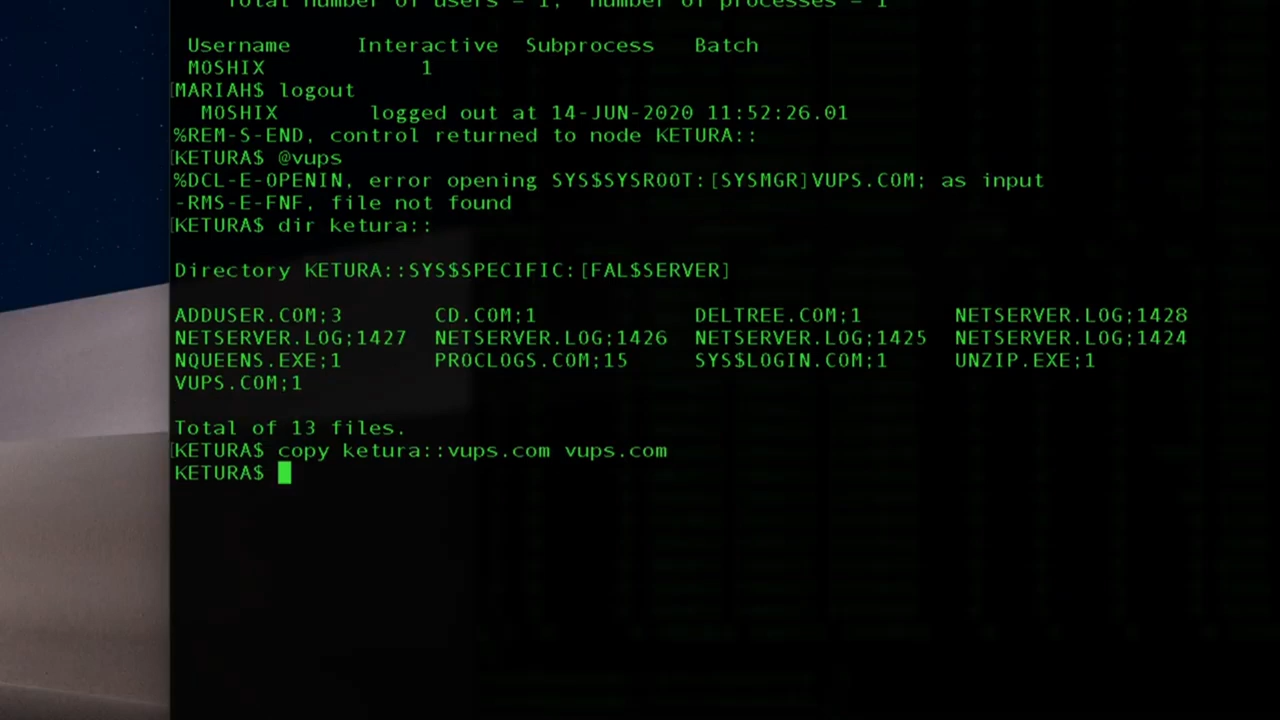 Total number of users = 1, number of processes = 1
Username Interactive Subprocess Batch
MOSHIX 1
[MARIAH$ logout
MOSHIX logged out at 14-JUN-2020 11:52:26.01
%REM-S-END, control returned to node KETURA::
[KETURA$ @vups
%DCL-E-OPENIN, error opening SYS$SYSROOT:[SYSMGR]VUPS.COM; as input
-RMS-E-FNF, file not found
[KETURA$ dir ketura::
Directory KETURA::SYS$SPECIFIC:[FAL$SERVER]
ADDUSER.COM;3 CD.COM;1 DELTREE.COM;1 NETSERVER.LOG;1428
NETSERVER.LOG;1427 NETSERVER.LOG;1426 NETSERVER.LOG;1425 NETSERVER.LOG;1424
NQUEENS.EXE;1 PROCLOGS.COM;15 SYS$LOGIN.COM;1 UNZIP.EXE;1
VUPS.COM;1
Total of 13 files.
[KETURA$ copy ketura::vups.com vups.com
KETURA$